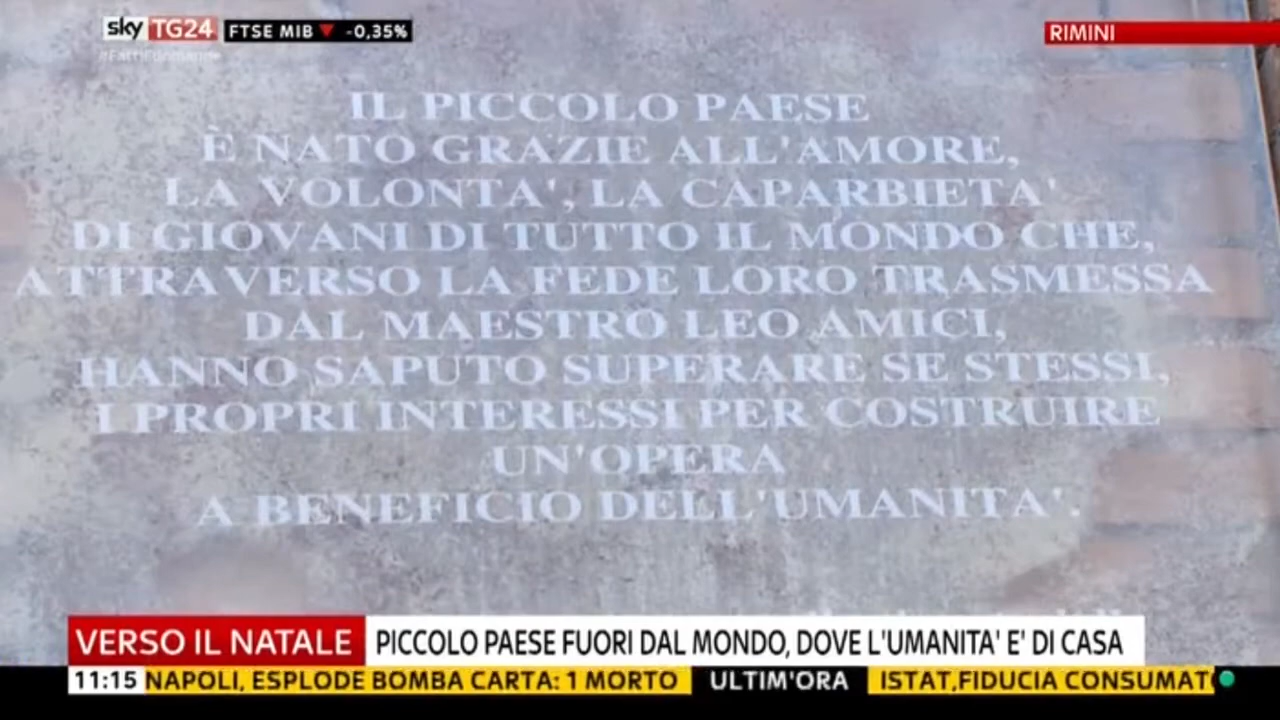 sky TG24 FTSE MIB -0,35%
RIMINI
IL PICCOLO PAESE
È NATO GRAZIE ALL'AMORE,
LA VOLONTA', LA CAPARBIETA'
DI GIOVANI DI TUTTO IL MONDO CHE,
ATTRAVERSO LA FEDE LORO TRASMESSA
DAL MAESTRO LEO AMICI,
HANNO SAPUTO SUPERARE SE STESSI,
I PROPRI INTERESSI PER COSTRUIRE
UN'OPERA
A BENEFICIO DELL'UMANITA'.
VERSO IL NATALE PICCOLO PAESE FUORI DAL MONDO, DOVE L'UMANITA' E' DI CASA
11:15 NAPOLI, ESPLODE BOMBA CARTA: 1 MORTO ULTIM'ORA ISTAT,FIDUCIA CONSUMAT